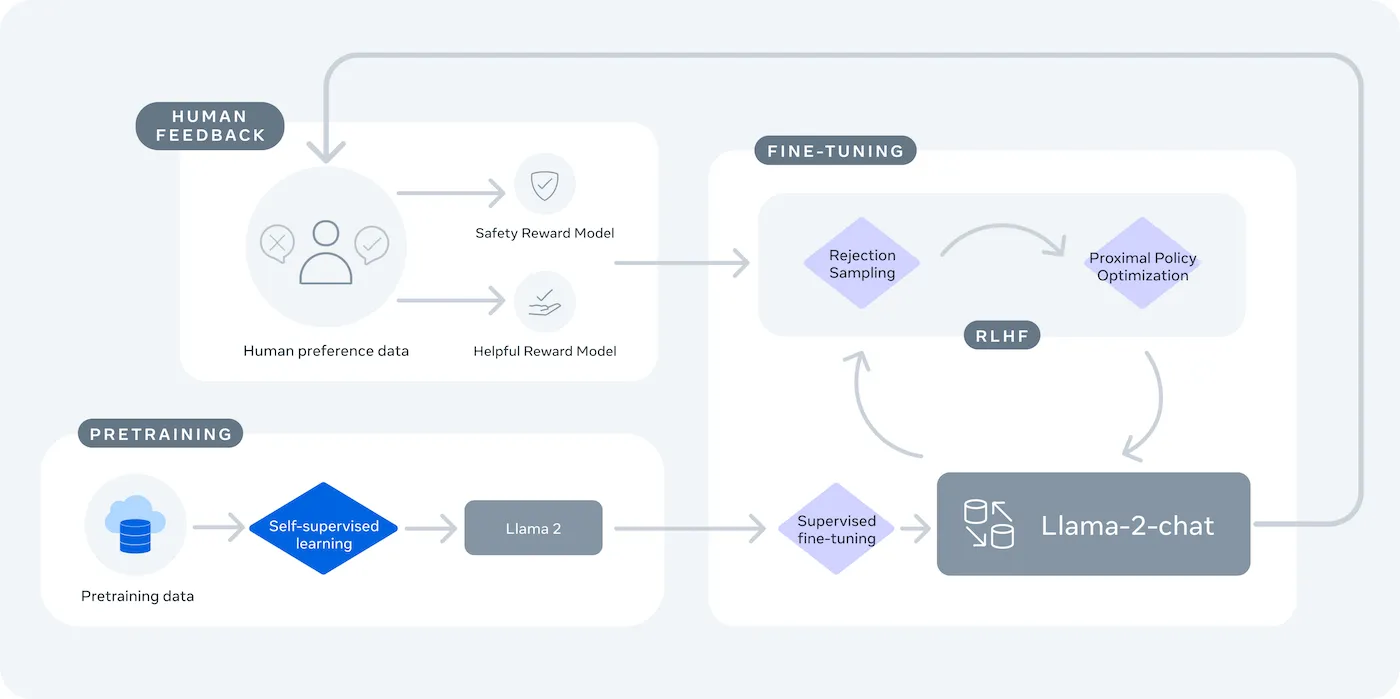 HUMAN
FEEDBACK
Safety Reward Model
Human preference data
Helpful Reward Model
FINE-TUNING
Rejection
Sampling
Proximal Policy
Optimization
RLHF
PRETRAINING
Pretraining data
Self-supervised
learning
Llama 2
Supervised
fine-tuning
Llama-2-chat